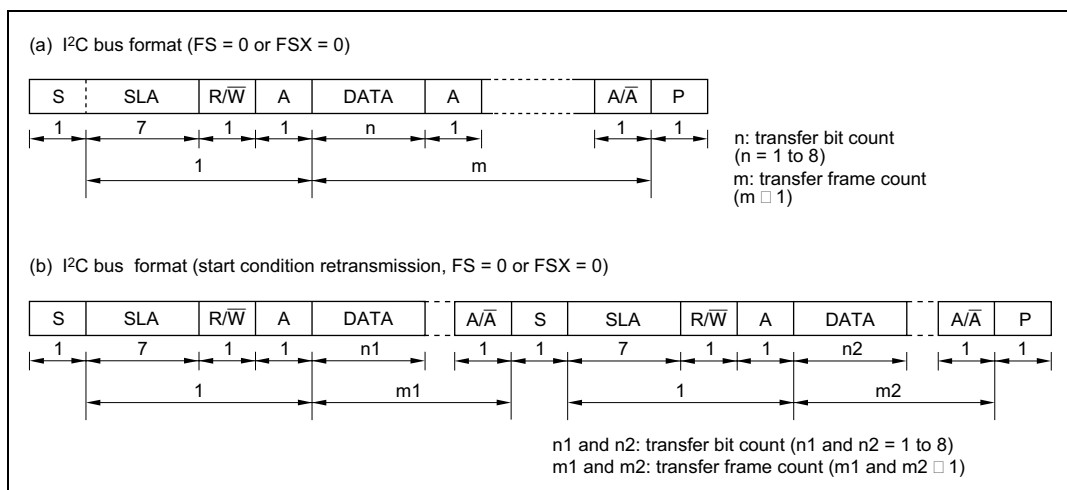 (a) I²C bus format (FS = 0 or FSX = 0)
S SLA R/W̅ A DATA A A/A̅ P
1 7 1 1 n 1 1 1
1 m
n: transfer bit count
(n = 1 to 8)
m: transfer frame count
(m □ 1)
(b) I²C bus format (start condition retransmission, FS = 0 or FSX = 0)
S SLA R/W̅ A DATA A/A̅ S SLA R/W̅ A DATA A/A̅ P
1 7 1 1 n1 1 1 7 1 1 n2 1 1
1 m1 1 m2
n1 and n2: transfer bit count (n1 and n2 = 1 to 8)
m1 and m2: transfer frame count (m1 and m2 □ 1)